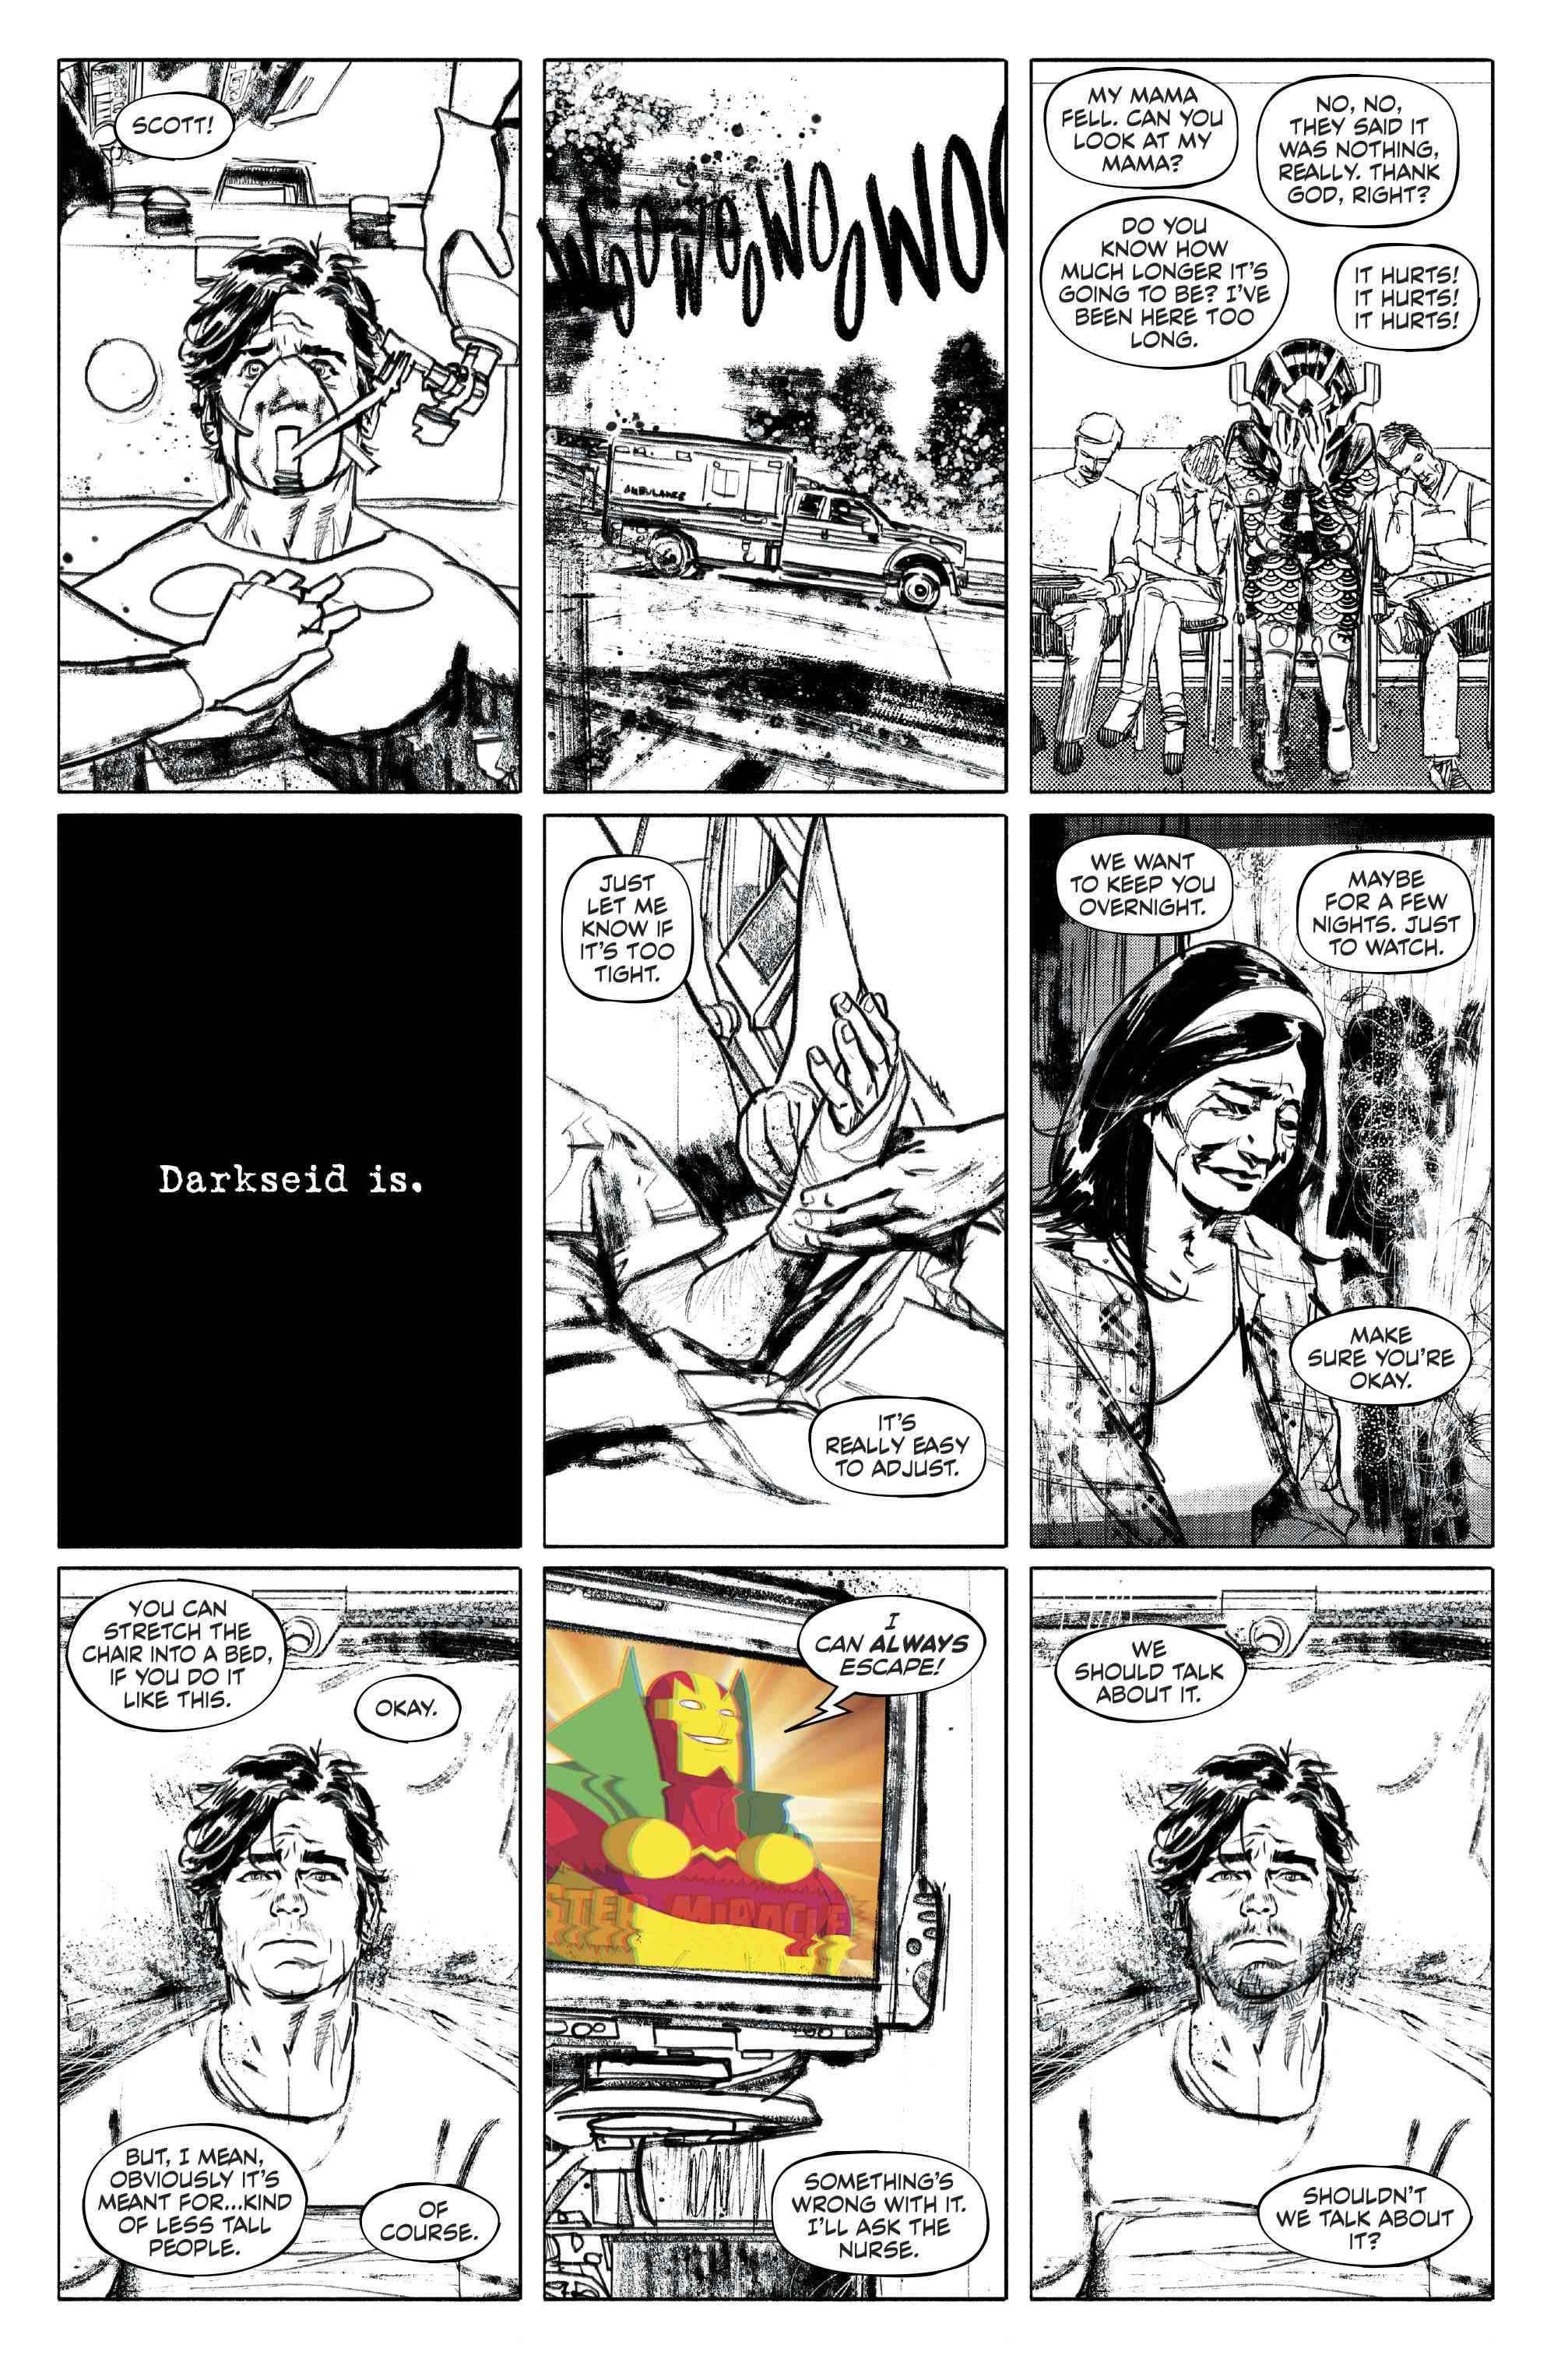 SCOTT!
WOOWOOWOOWOO
AMBULANCE
MY MAMA
FELL. CAN YOU
LOOK AT MY
MAMA?
NO, NO,
THEY SAID IT
WAS NOTHING,
REALLY. THANK
GOD, RIGHT?
DO YOU
KNOW HOW
MUCH LONGER IT'S
GOING TO BE? I'VE
BEEN HERE TOO
LONG.
IT HURTS!
IT HURTS!
IT HURTS!
Darkseid is.
JUST
LET ME
KNOW IF
IT'S TOO
TIGHT.
IT'S
REALLY EASY
TO ADJUST.
WE WANT
TO KEEP YOU
OVERNIGHT.
MAYBE
FOR A FEW
NIGHTS. JUST
TO WATCH.
MAKE
SURE YOU'RE
OKAY.
YOU CAN
STRETCH THE
CHAIR INTO A BED,
IF YOU DO IT
LIKE THIS.
OKAY.
BUT, I MEAN,
OBVIOUSLY IT'S
MEANT FOR...KIND
OF LESS TALL
PEOPLE.
OF
COURSE.
I
CAN ALWAYS
ESCAPE!
STER MIRACLE
SOMETHING'S
WRONG WITH IT.
I'LL ASK THE
NURSE.
WE
SHOULD TALK
ABOUT IT.
SHOULDN'T
WE TALK ABOUT
IT?